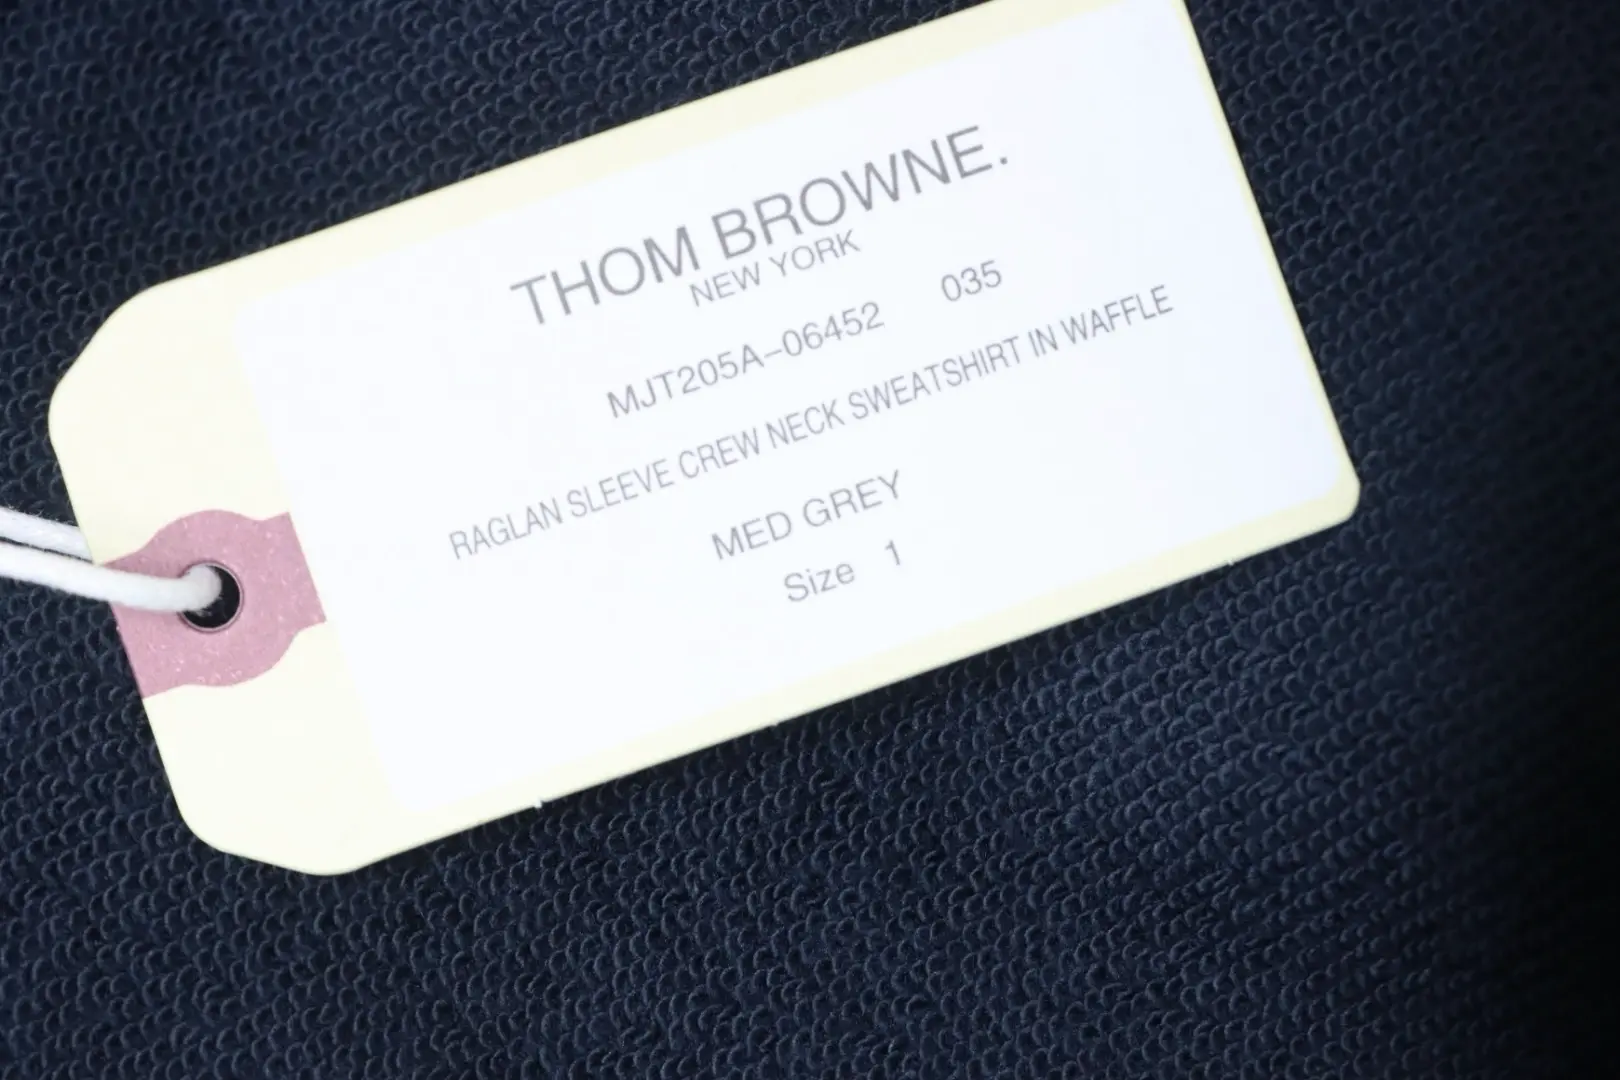 THOM BROWNE.
NEW YORK
MJT205A-06452 035
RAGLAN SLEEVE CREW NECK SWEATSHIRT IN WAFFLE
MED GREY
Size 1